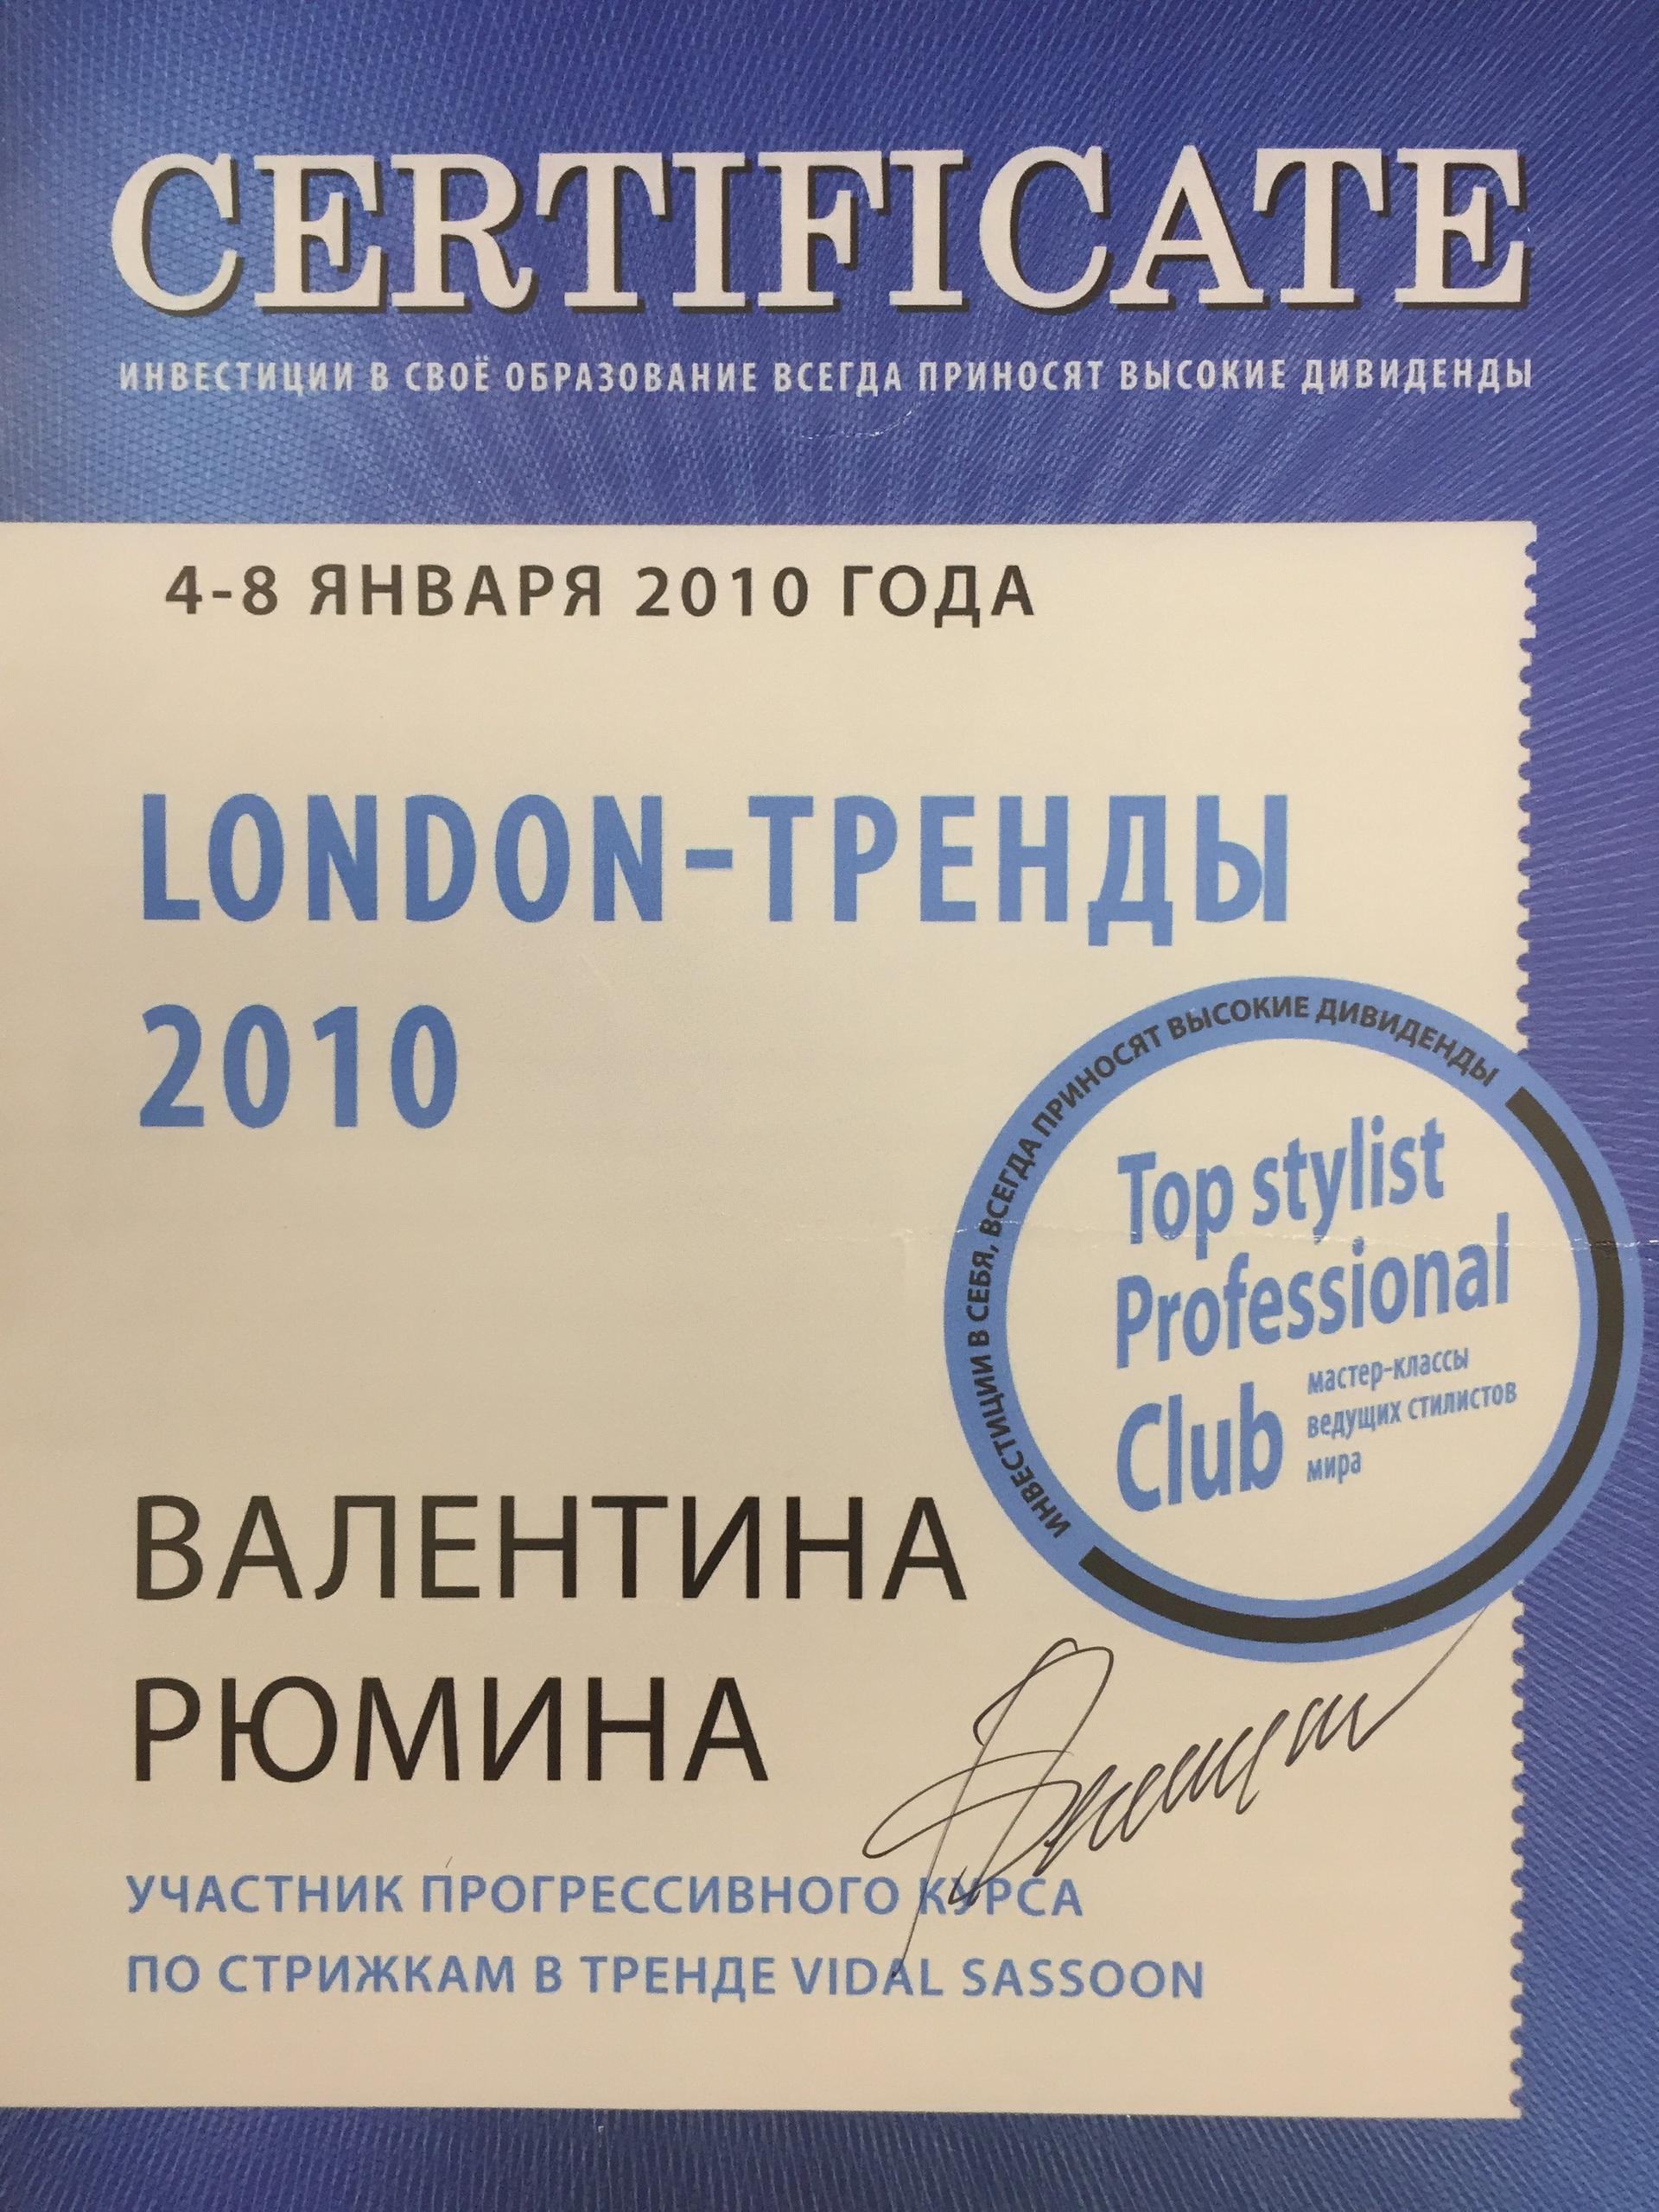 CERTIFICATE
ИНВЕСТИЦИИ В СВОЁ ОБРАЗОВАНИЕ ВСЕГДА ПРИНОСЯТ ВЫСОКИЕ ДИВИДЕНДЫ
4-8 ЯНВАРЯ 2010 ГОДА
LONDON-ТРЕНДЫ
2010
ИНВЕСТИЦИИ В СЕБЯ, ВСЕГДА ПРИНОСЯТ ВЫСОКИЕ ДИВИДЕНДЫ
Top stylist
Professional
Club
мастер-классы
ведущих стилистов
мира
ВАЛЕНТИНА
РЮМИНА
УЧАСТНИК ПРОГРЕССИВНОГО КУРСА
ПО СТРИЖКАМ В ТРЕНДЕ VIDAL SASSOON